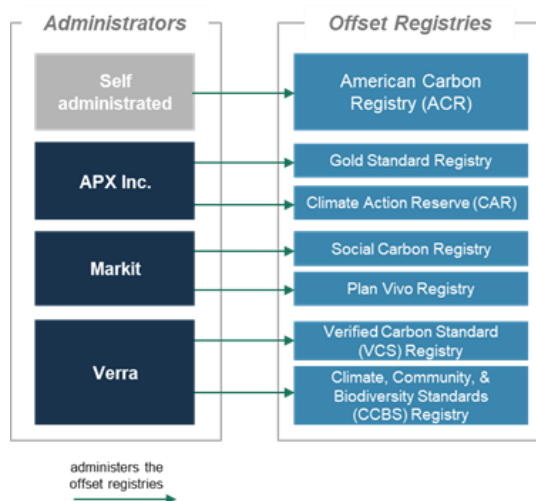 Administrators
Offset Registries
Self
administrated
American Carbon
Registry (ACR)
APX Inc.
Gold Standard Registry
Climate Action Reserve (CAR)
Markit
Social Carbon Registry
Plan Vivo Registry
Verra
Verified Carbon Standard
(VCS) Registry
Climate, Community, &
Biodiversity Standards
(CCBS) Registry
administers the
offset registries